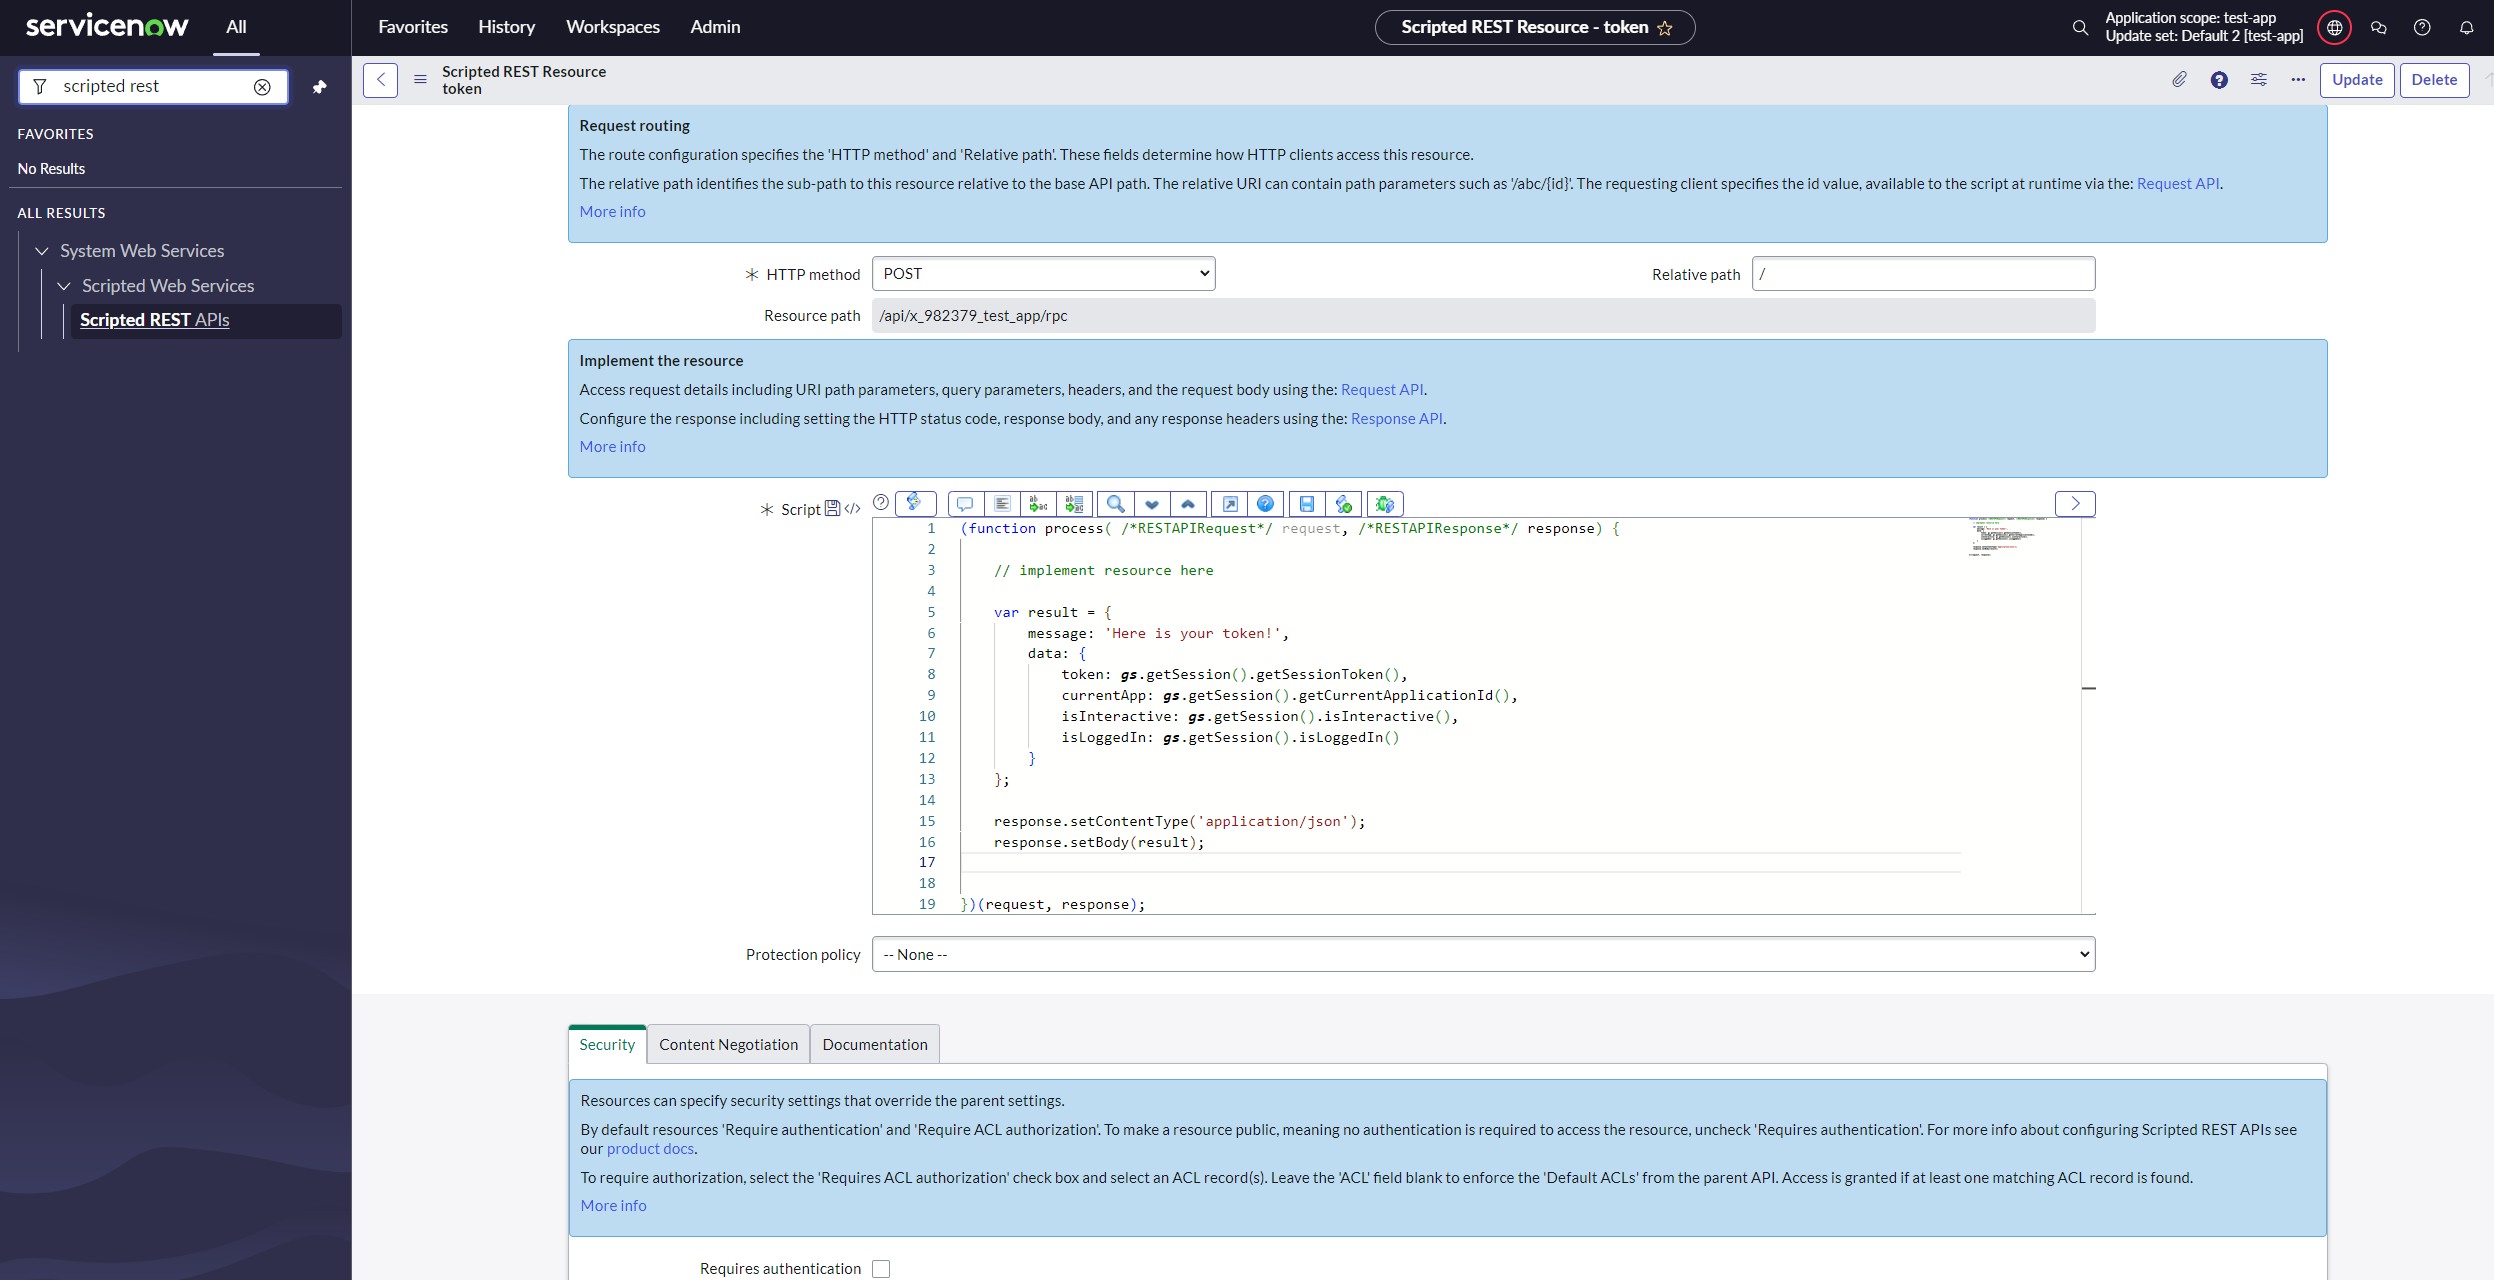 servicenow
All
Favorites
History
Workspaces
Admin
Scripted REST Resource - token
Application scope: test-app
Update set: Default 2 [test-app]
scripted rest
FAVORITES
No Results
ALL RESULTS
System Web Services
Scripted Web Services
Scripted REST APIs
Scripted REST Resource
token
Update
Delete
Request routing
The route configuration specifies the 'HTTP method' and 'Relative path'. These fields determine how HTTP clients access this resource.
The relative path identifies the sub-path to this resource relative to the base API path. The relative URI can contain path parameters such as '/abc/{id}'. The requesting client specifies the id value, available to the script at runtime via the: Request API.
More info
HTTP method
POST
Relative path
/
Resource path
/api/x_982379_test_app/rpc
Implement the resource
Access request details including URI path parameters, query parameters, headers, and the request body using the: Request API.
Configure the response including setting the HTTP status code, response body, and any response headers using the: Response API.
More info
Script
1 (function process( /*RESTAPIRequest*/ request, /*RESTAPIResponse*/ response) {
2
3 // implement resource here
4
5 var result = {
6 message: 'Here is your token!',
7 data: {
8 token: gs.getSession().getSessionToken(),
9 currentApp: gs.getSession().getCurrentApplicationId(),
10 isInteractive: gs.getSession().isInteractive(),
11 isLoggedIn: gs.getSession().isLoggedIn()
12 }
13 };
14
15 response.setContentType('application/json');
16 response.setBody(result);
17
18
19 })(request, response);
Protection policy
-- None --
Security
Content Negotiation
Documentation
Resources can specify security settings that override the parent settings.
By default resources 'Require authentication' and 'Require ACL authorization'. To make a resource public, meaning no authentication is required to access the resource, uncheck 'Requires authentication'. For more info about configuring Scripted REST APIs see
our product docs.
To require authorization, select the 'Requires ACL authorization' check box and select an ACL record(s). Leave the 'ACL' field blank to enforce the 'Default ACLs' from the parent API. Access is granted if at least one matching ACL record is found.
More info
Requires authentication